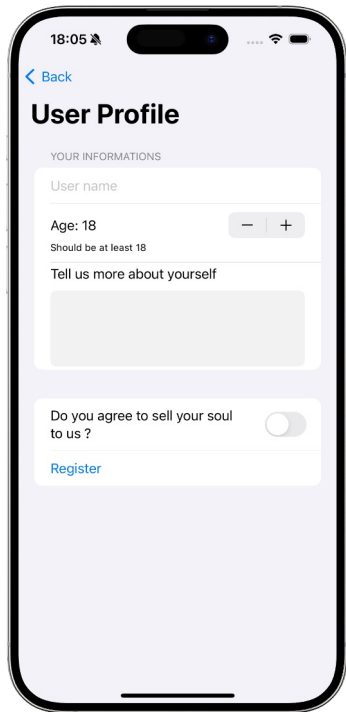 18:05
Back
User Profile
YOUR INFORMATIONS
User name
Age: 18
Should be at least 18
Tell us more about yourself
Do you agree to sell your soul
to us ?
Register